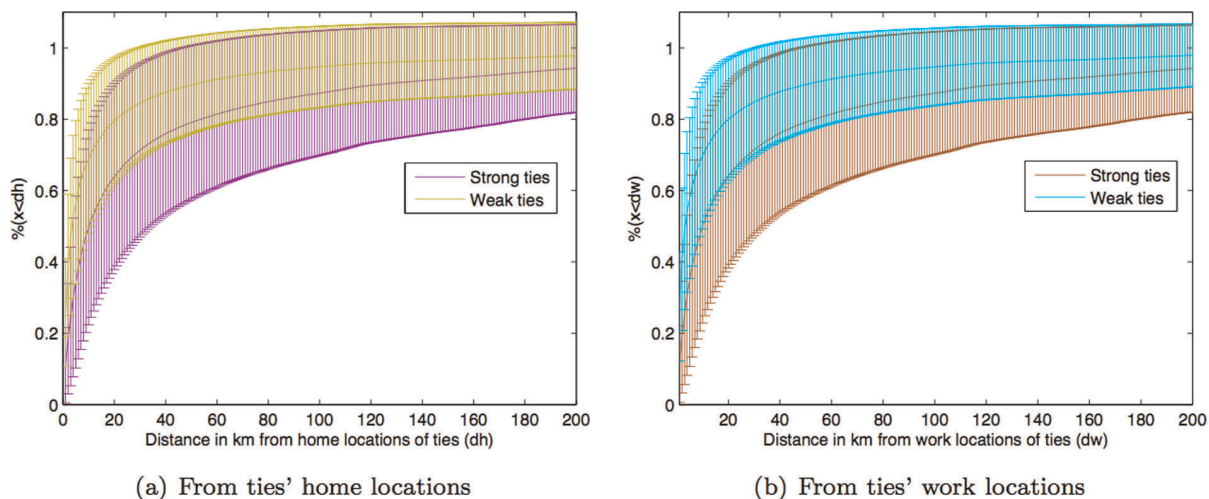 %(x<dh)
1
0.8
0.6
0.4
0.2
0
0 20 40 60 80 100 120 140 160 180 200
Distance in km from home locations of ties (dh)
Strong ties
Weak ties
(a) From ties' home locations
%(x<dw)
1
0.8
0.6
0.4
0.2
0
20 40 60 80 100 120 140 160 180 200
Distance in km from work locations of ties (dw)
Strong ties
Weak ties
(b) From ties' work locations